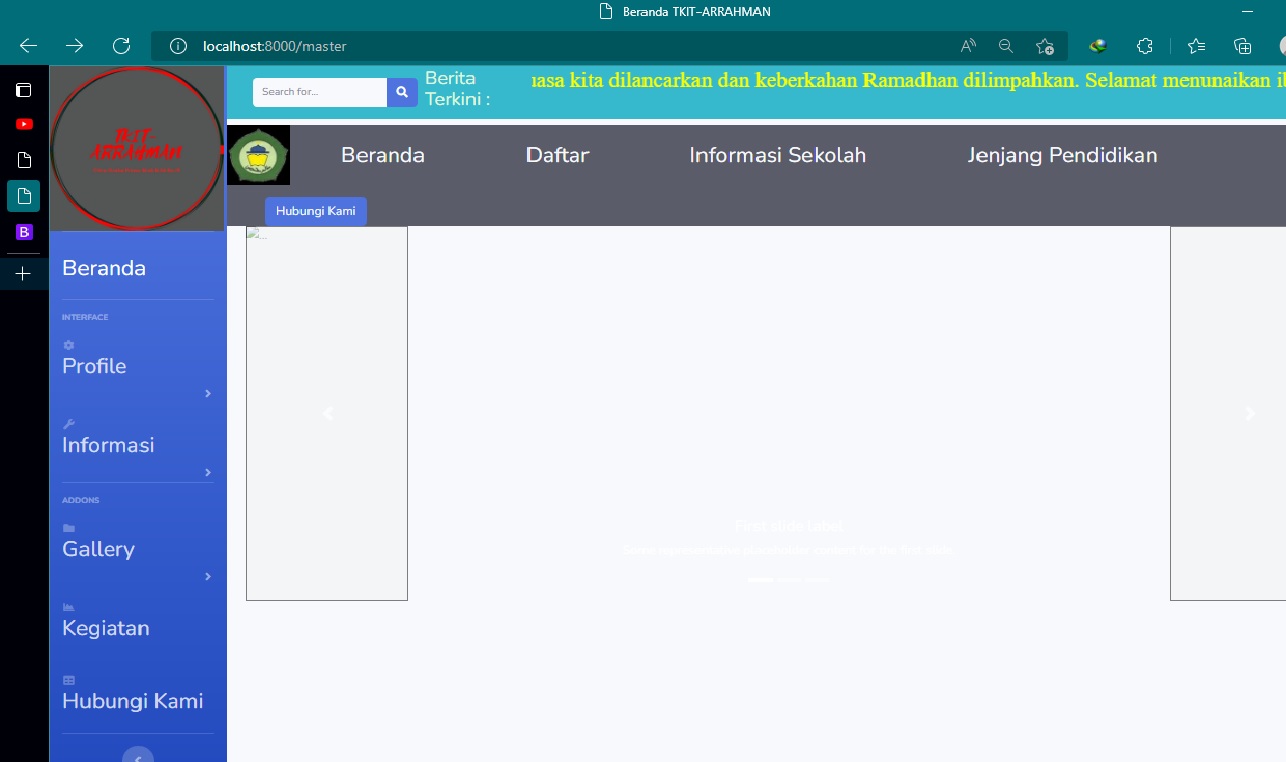 Beranda TKIT-ARRAHMAN
localhost:8000/master
TKIT-
ARRAHMAN
Search for...
Berita
Terkini :
asa kita dilancarkan dan keberkahan Ramadhan dilimpahkan. Selamat menunaikan
Beranda
Daftar
Informasi Sekolah
Jenjang Pendidikan
Hubungi Kami
...
Beranda
INTERFACE
Profile
Informasi
ADDONS
Gallery
Kegiatan
Hubungi Kami
First slide label
Some representative placeholder content for the first slide.
B